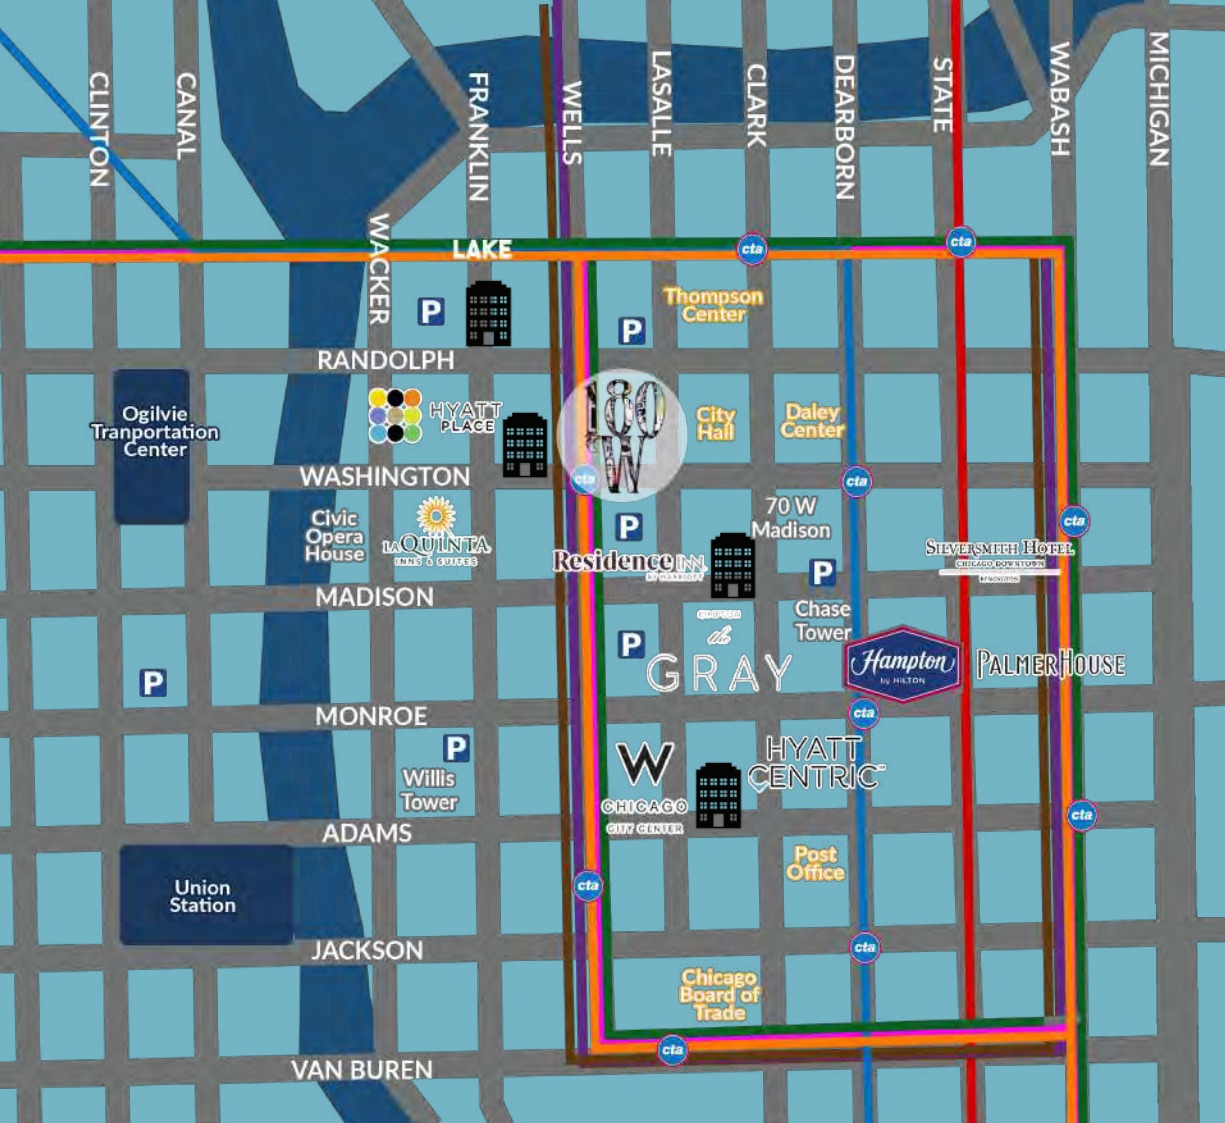 CLINTON
CANAL
WACKER
FRANKLIN
WELLS
LASALLE
CLARK
DEARBORN
STATE
WABASH
MICHIGAN
LAKE
cta
cta
P
P
Thompson
Center
RANDOLPH
Ogilvie
Tranportation
Center
HYATT
PLACE
180
W
City
Hall
Daley
Center
WASHINGTON
cta
cta
Civic
Opera
House
LAQUINTA
INNS & SUITES
P
70 W
Madison
cta
Residence INN
BY MARRIOTT
P
SILVERSMITH HOTEL
CHICAGO DOWNTOWN
MADISON
Chase
Tower
KIMPTON
the
GRAY
P
P
Hampton
by HILTON
PALMER HOUSE
MONROE
cta
P
Willis
Tower
W
CHICAGO
CITY CENTER
HYATT
CENTRIC™
cta
ADAMS
Post
Office
Union
Station
cta
JACKSON
cta
Chicago
Board of
Trade
cta
VAN BUREN